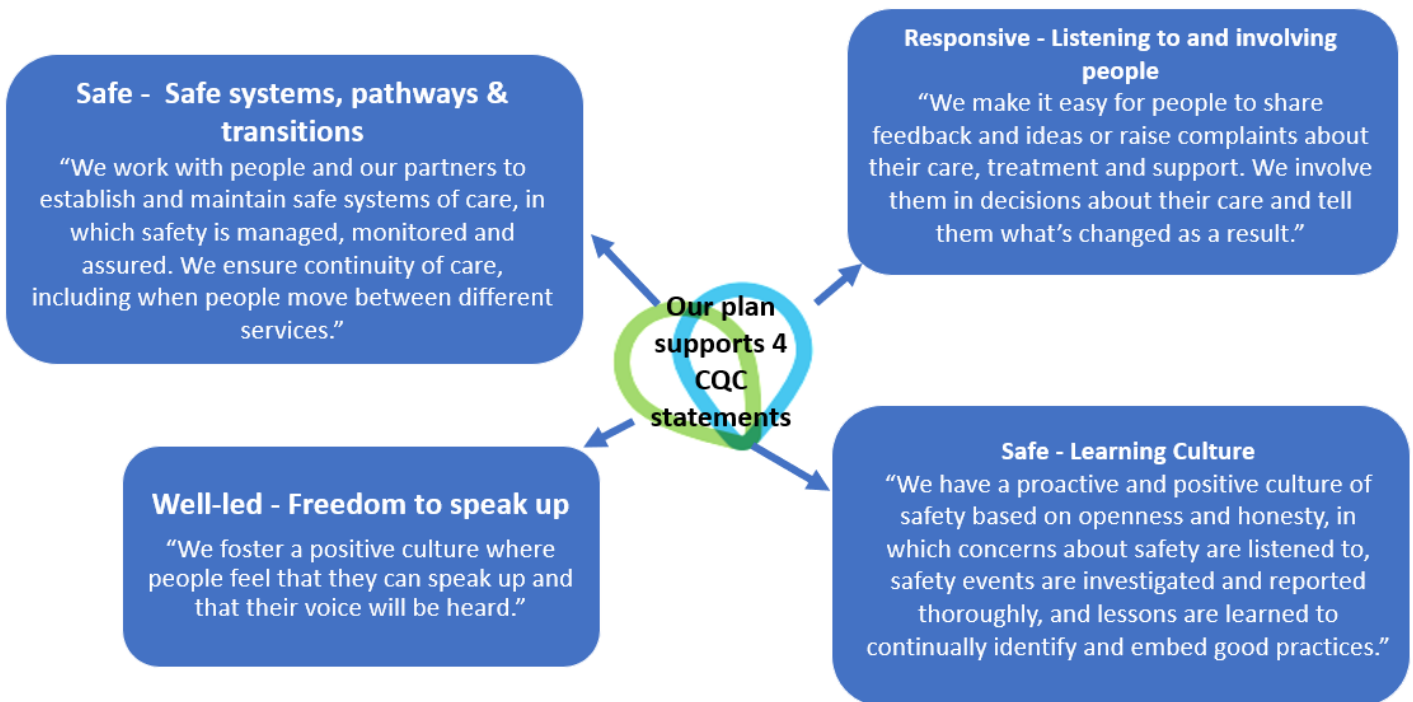 Safe -  Safe systems, pathways &
transitions
“We work with people and our partners to
establish and maintain safe systems of care, in
which safety is managed, monitored and
assured. We ensure continuity of care,
including when people move between different
services.”
Responsive - Listening to and involving
people
“We make it easy for people to share
feedback and ideas or raise complaints about
their care, treatment and support. We involve
them in decisions about their care and tell
them what’s changed as a result.”
Our plan
supports 4
CQC
statements
Well-led - Freedom to speak up
“We foster a positive culture where
people feel that they can speak up and
that their voice will be heard.”
Safe - Learning Culture
“We have a proactive and positive culture of
safety based on openness and honesty, in
which concerns about safety are listened to,
safety events are investigated and reported
thoroughly, and lessons are learned to
continually identify and embed good practices.”